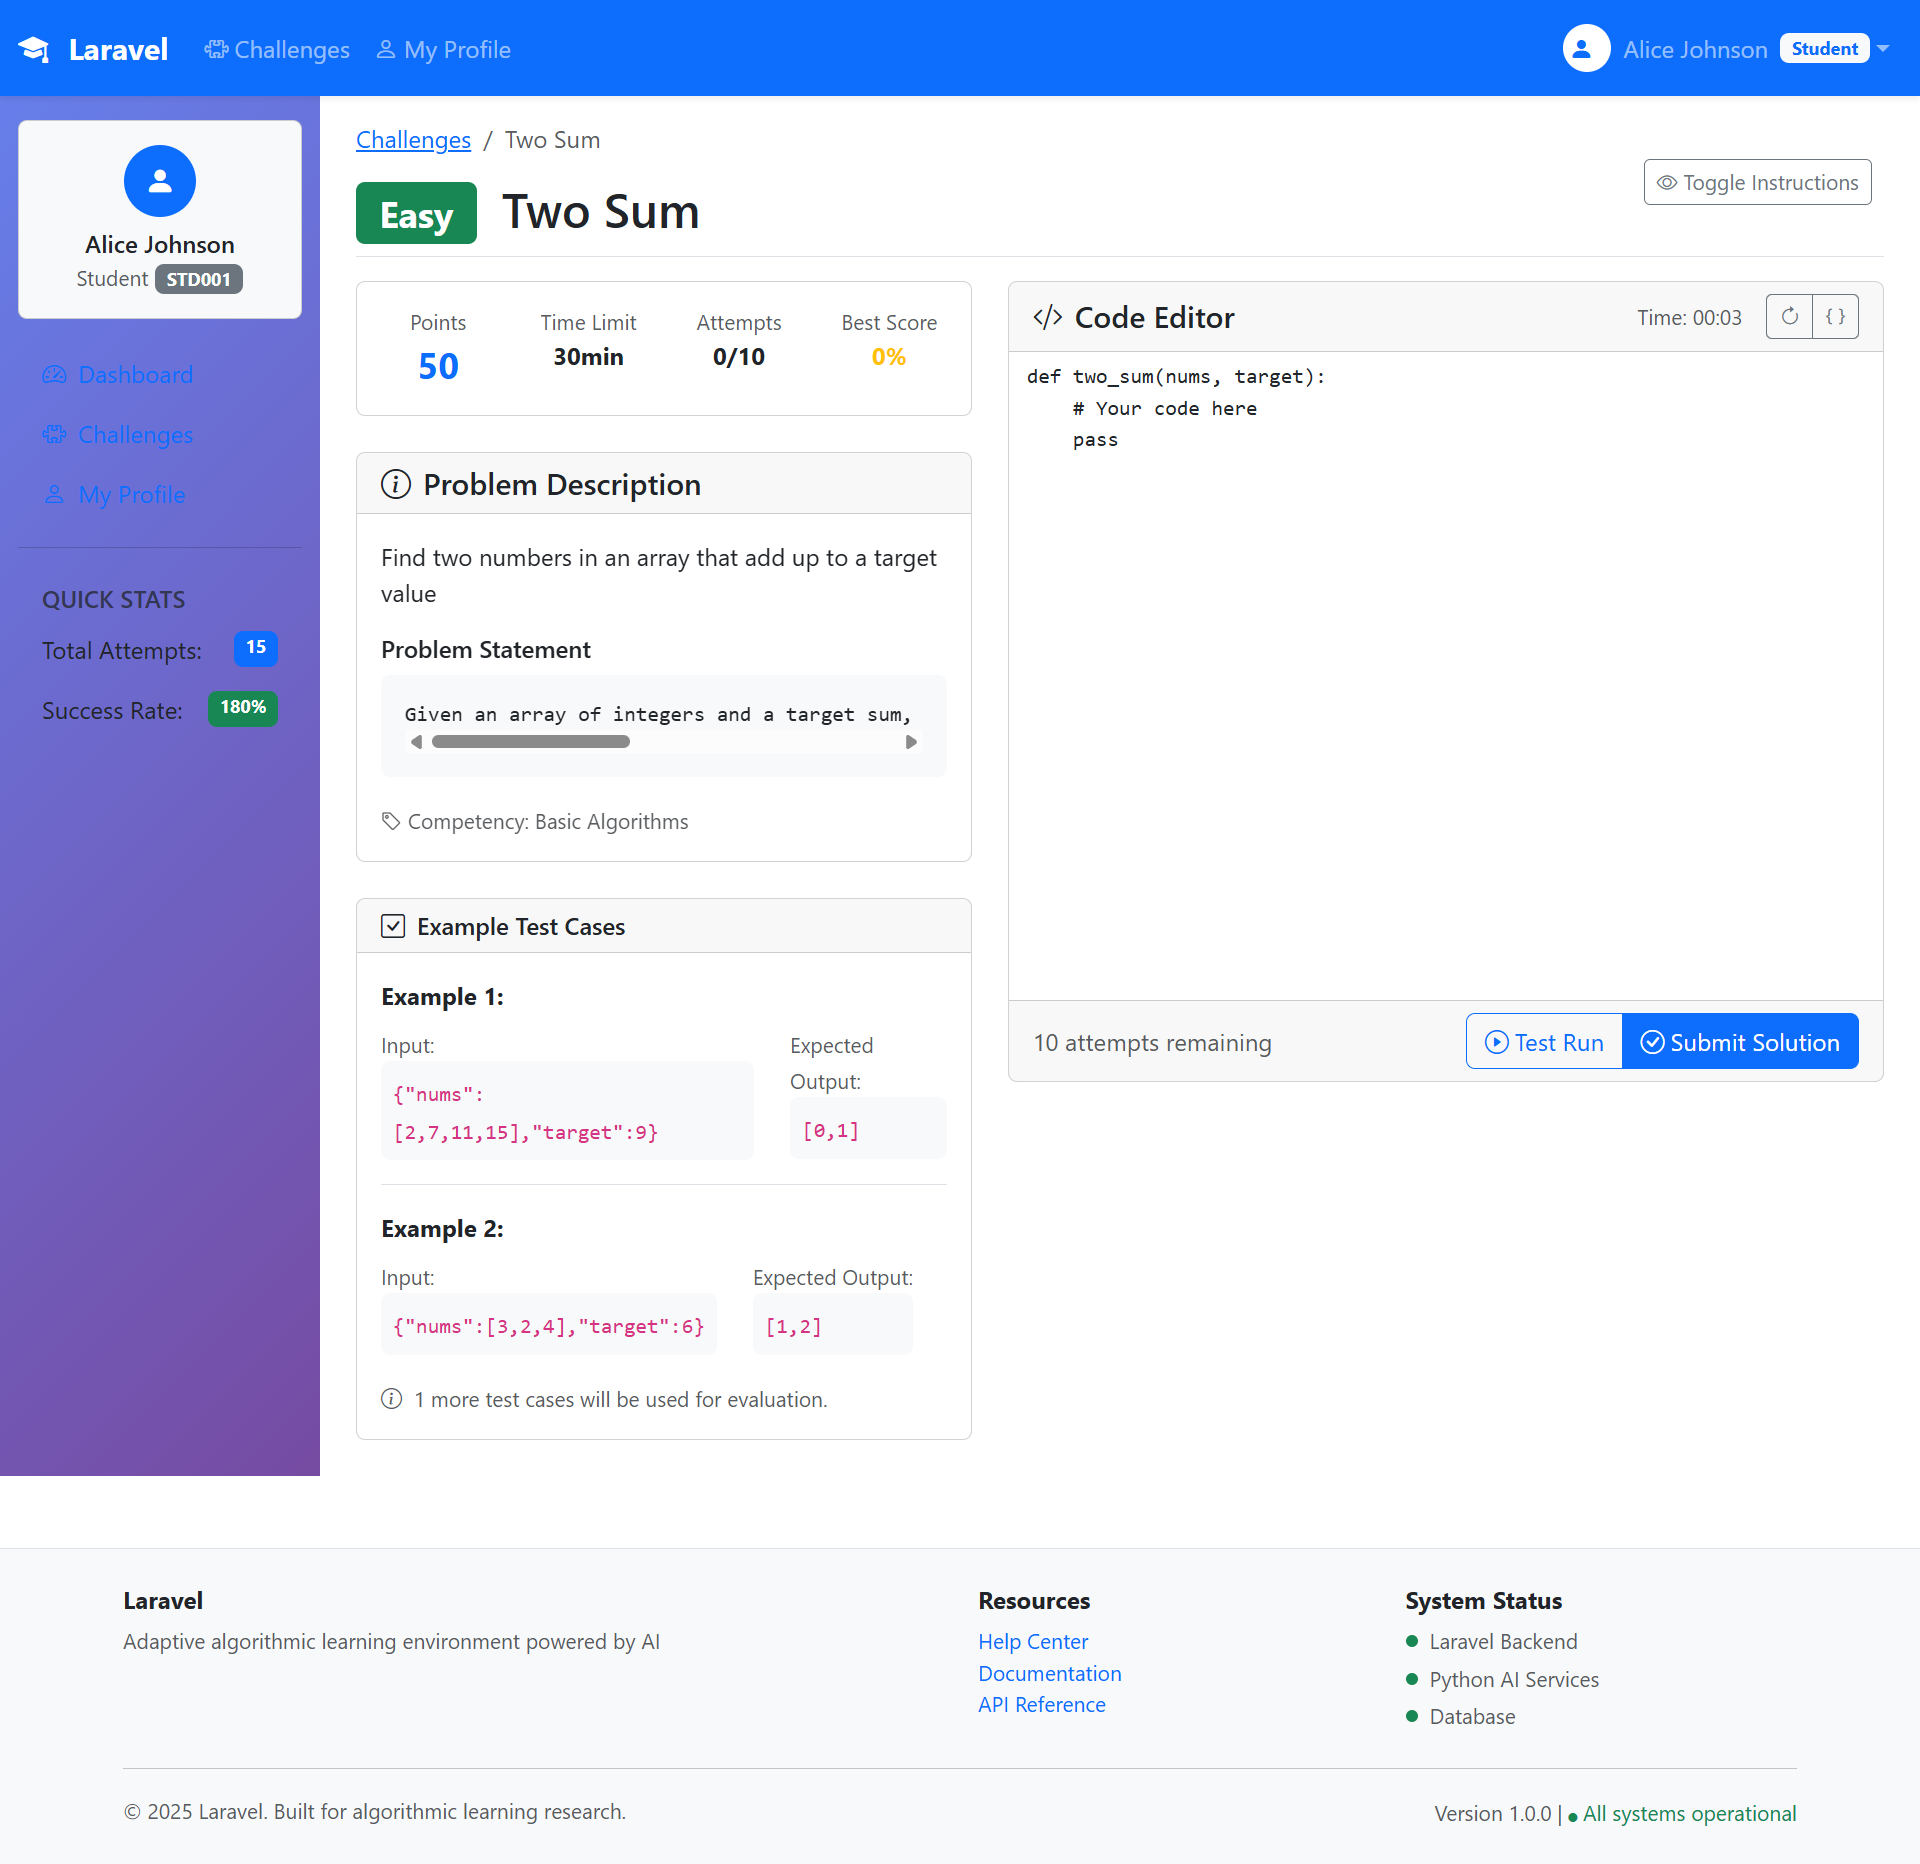 Laravel
Challenges
My Profile
Alice Johnson
Student
Alice Johnson
Student STD001
Dashboard
Challenges
My Profile
QUICK STATS
Total Attempts: 15
Success Rate: 180%
Challenges / Two Sum
Easy Two Sum
Toggle Instructions
Points
50
Time Limit
30min
Attempts
0/10
Best Score
0%
Problem Description
Find two numbers in an array that add up to a target
value
Problem Statement
Given an array of integers and a target sum,
Competency: Basic Algorithms
Example Test Cases
Example 1:
Input:
{"nums":
[2,7,11,15],"target":9}
Expected
Output:
[0,1]
Example 2:
Input:
{"nums":[3,2,4],"target":6}
Expected Output:
[1,2]
1 more test cases will be used for evaluation.
</> Code Editor
Time: 00:03
{ }
def two_sum(nums, target):
    # Your code here
    pass
10 attempts remaining
Test Run
Submit Solution
Laravel
Adaptive algorithmic learning environment powered by AI
Resources
Help Center
Documentation
API Reference
System Status
Laravel Backend
Python AI Services
Database
© 2025 Laravel. Built for algorithmic learning research.
Version 1.0.0 | ● All systems operational